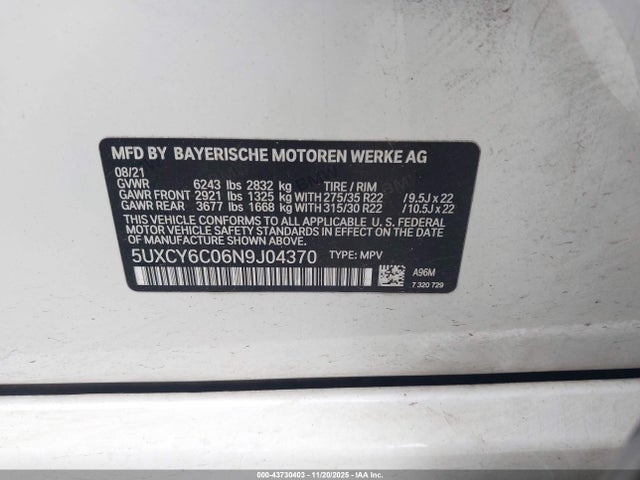 MFD BY BAYERISCHE MOTOREN WERKE AG
08/21
GVWR 6243 lbs 2832 kg TIRE / RIM
GAWR FRONT 2921 lbs 1325 kg WITH 275/35 R22 / 9.5J x 22
GAWR REAR 3677 lbs 1668 kg WITH 315/30 R22 / 10.5J x 22
THIS VEHICLE CONFORMS TO ALL APPLICABLE U. S. FEDERAL
MOTOR VEHICLE SAFETY STANDARDS IN EFFECT
ON THE DATE OF MANUFACTURE SHOWN ABOVE.
5UXCY6C06N9J04370 TYPE: MPV
A96M
7 320 729
000-43730403 - 11/20/2025 - IAA Inc.